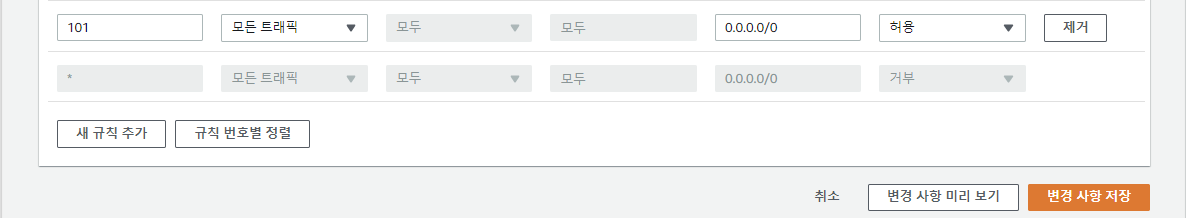 101 모든 트래픽 모두 모두 0.0.0.0/0 허용 제거
* 모든 트래픽 모두 모두 0.0.0.0/0 거부
새 규칙 추가 규칙 번호별 정렬
취소 변경 사항 미리 보기 변경 사항 저장